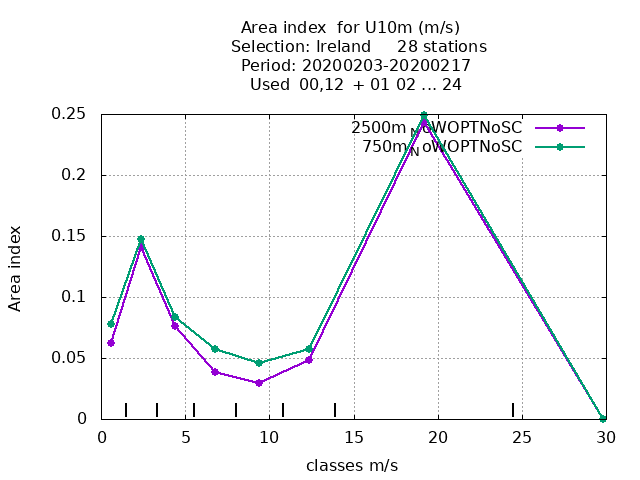 Area index  for U10m (m/s)
Selection: Ireland     28 stations
Period: 20200203-20200217
Used  00,12  + 01 02 ... 24
2500m_NoWOPTNoSC
750m_NoWOPTNoSC
0.25
0.2
0.15
0.1
0.05
0
Area index
0 5 10 15 20 25 30
classes m/s